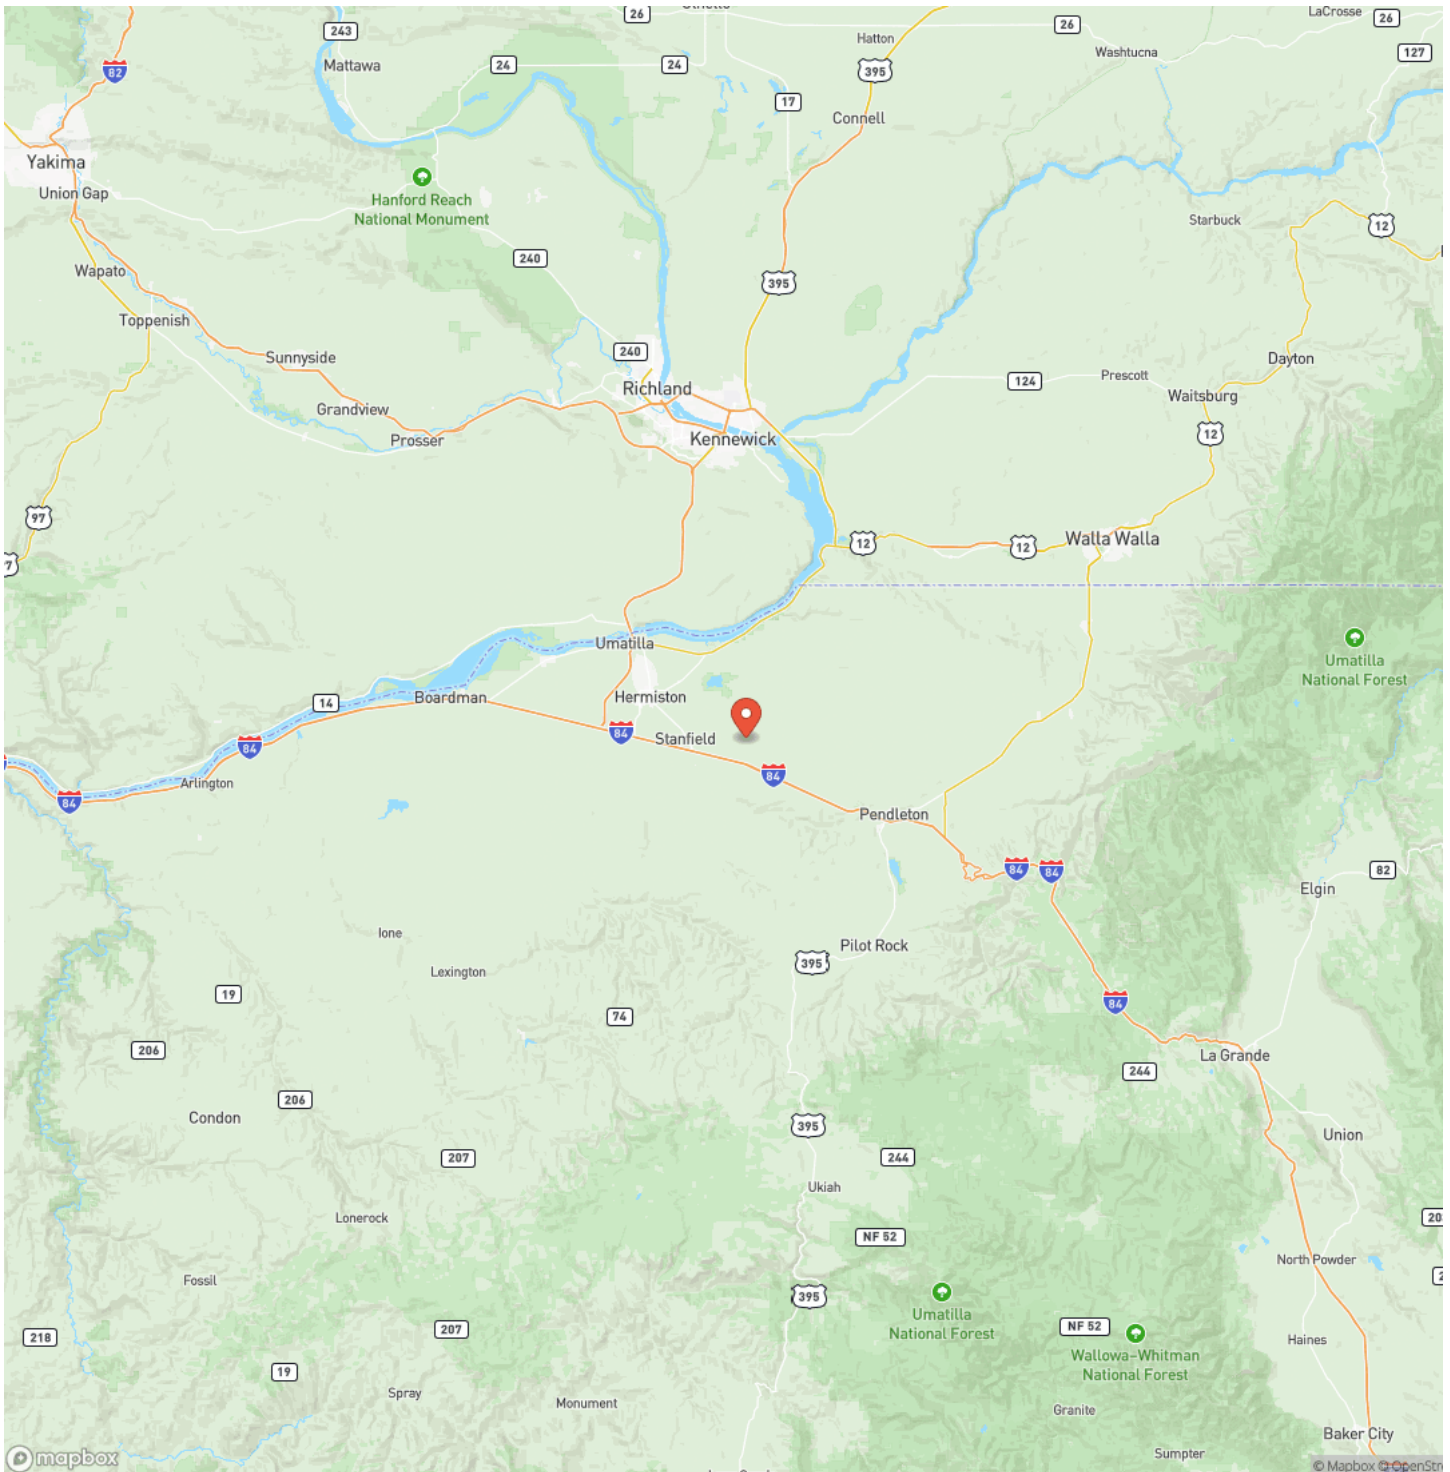 26
Othello
LaCrosse
26
243
26
Hatton
Washtucna
127
Mattawa
24
24
395
82
17
Connell
Yakima
Union Gap
Hanford Reach
National Monument
Starbuck
12
240
Wapato
395
Toppenish
Sunnyside
240
Dayton
Richland
124
Prescott
Waitsburg
Grandview
Prosser
Kennewick
12
97
12
12
Walla Walla
Umatilla
Umatilla
National Forest
Boardman
14
Hermiston
84
84
Stanfield
84
Arlington
84
Pendleton
84
84
82
Elgin
Ione
Pilot Rock
395
Lexington
19
84
74
206
La Grande
244
206
Condon
395
Union
207
244
Ukiah
Lonerock
NF 52
North Powder
Fossil
395
Umatilla
National Forest
218
207
NF 52
Wallowa-Whitman
National Forest
Haines
19
Spray
Monument
Granite
Baker City
Sumpter
mapbox
© Mapbox © OpenStr